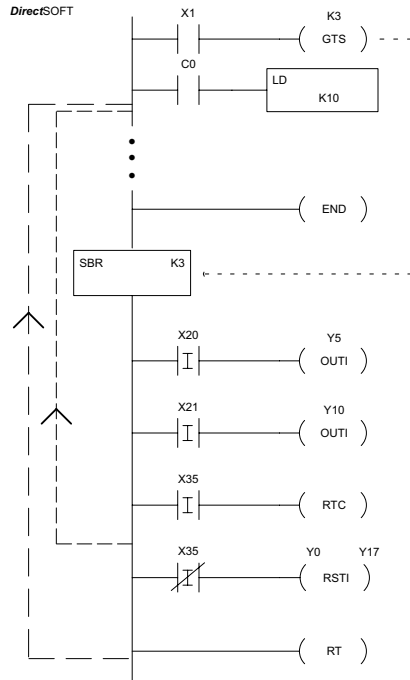 DirectSOFT
X1
K3
GTS
C0
LD
K10
END
SBR K3
X20
Y5
OUTI
X21
Y10
OUTI
X35
RTC
X35
Y0 Y17
RSTI
RT